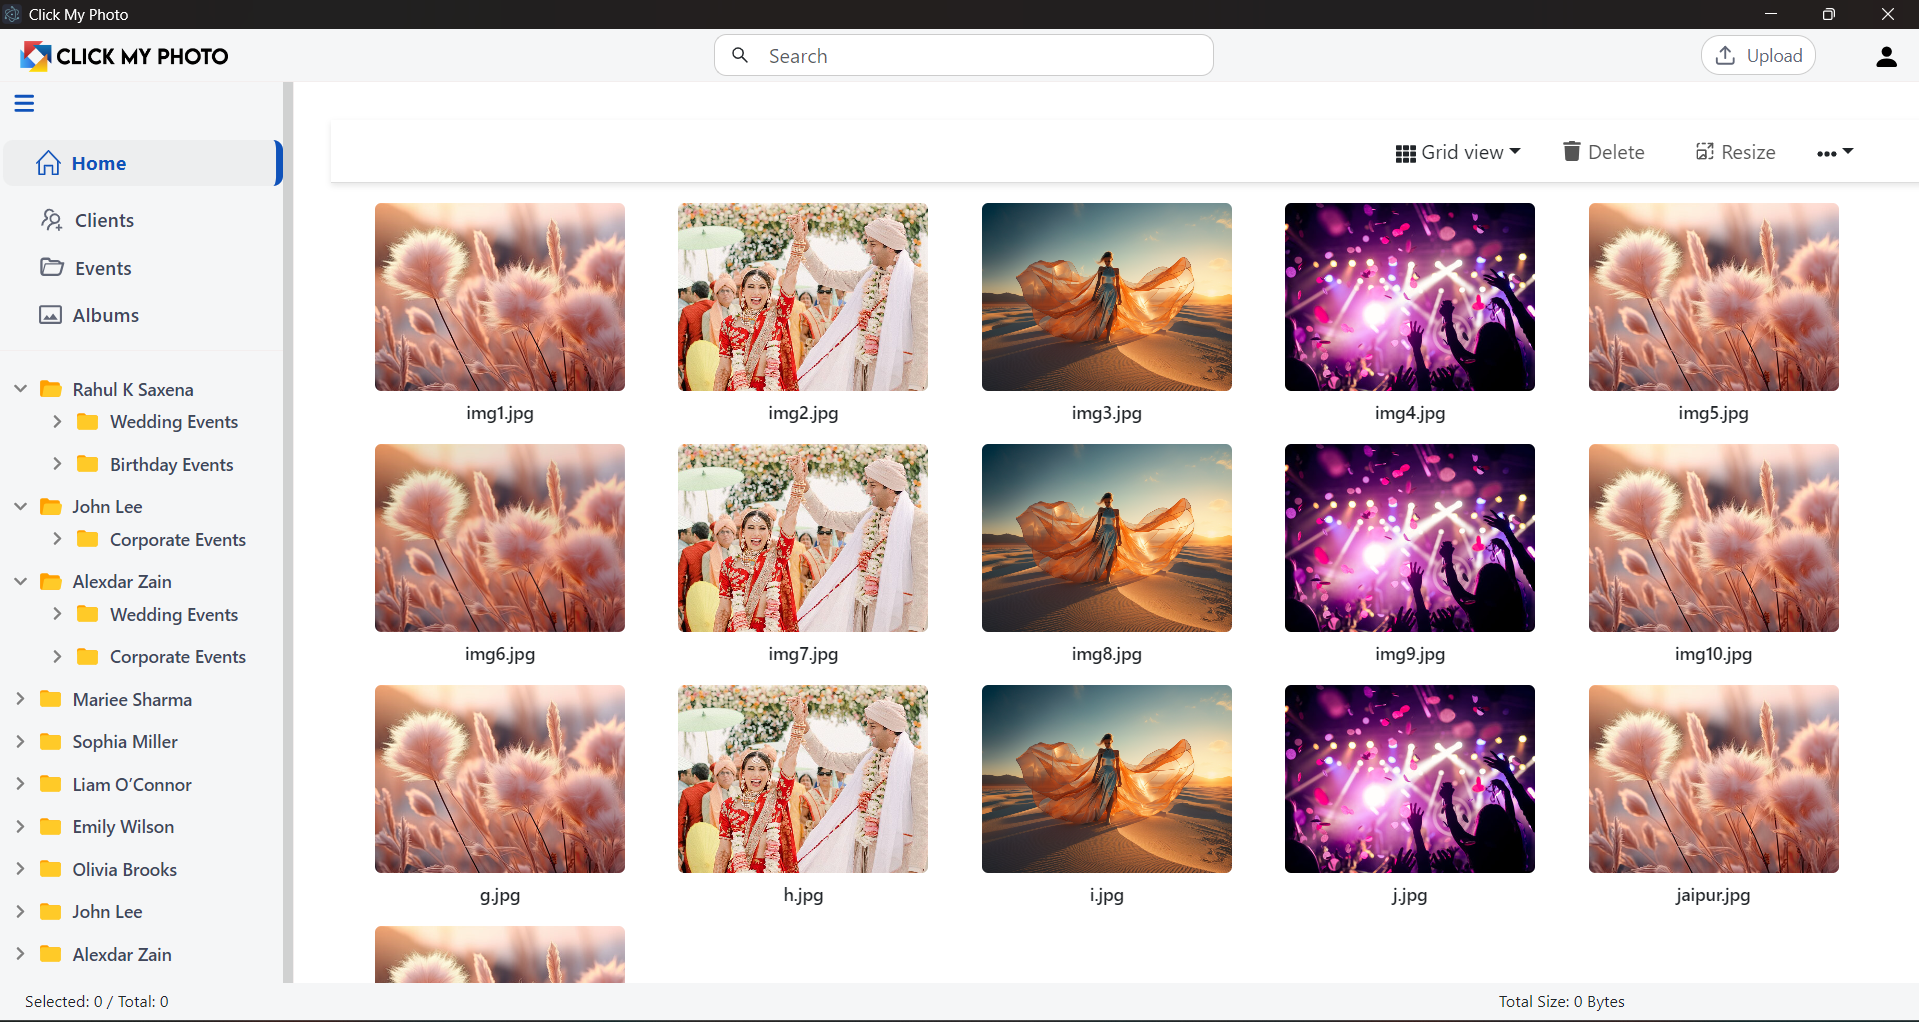 Click My Photo
CLICK MY PHOTO
Search
Upload
Home
Clients
Events
Albums
Rahul K Saxena
Wedding Events
Birthday Events
John Lee
Corporate Events
Alexdar Zain
Wedding Events
Corporate Events
Mariee Sharma
Sophia Miller
Liam O’Connor
Emily Wilson
Olivia Brooks
John Lee
Alexdar Zain
Grid view
Delete
Resize
img1.jpg
img2.jpg
img3.jpg
img4.jpg
img5.jpg
img6.jpg
img7.jpg
img8.jpg
img9.jpg
img10.jpg
g.jpg
h.jpg
i.jpg
j.jpg
jaipur.jpg
Selected: 0 / Total: 0
Total Size: 0 Bytes